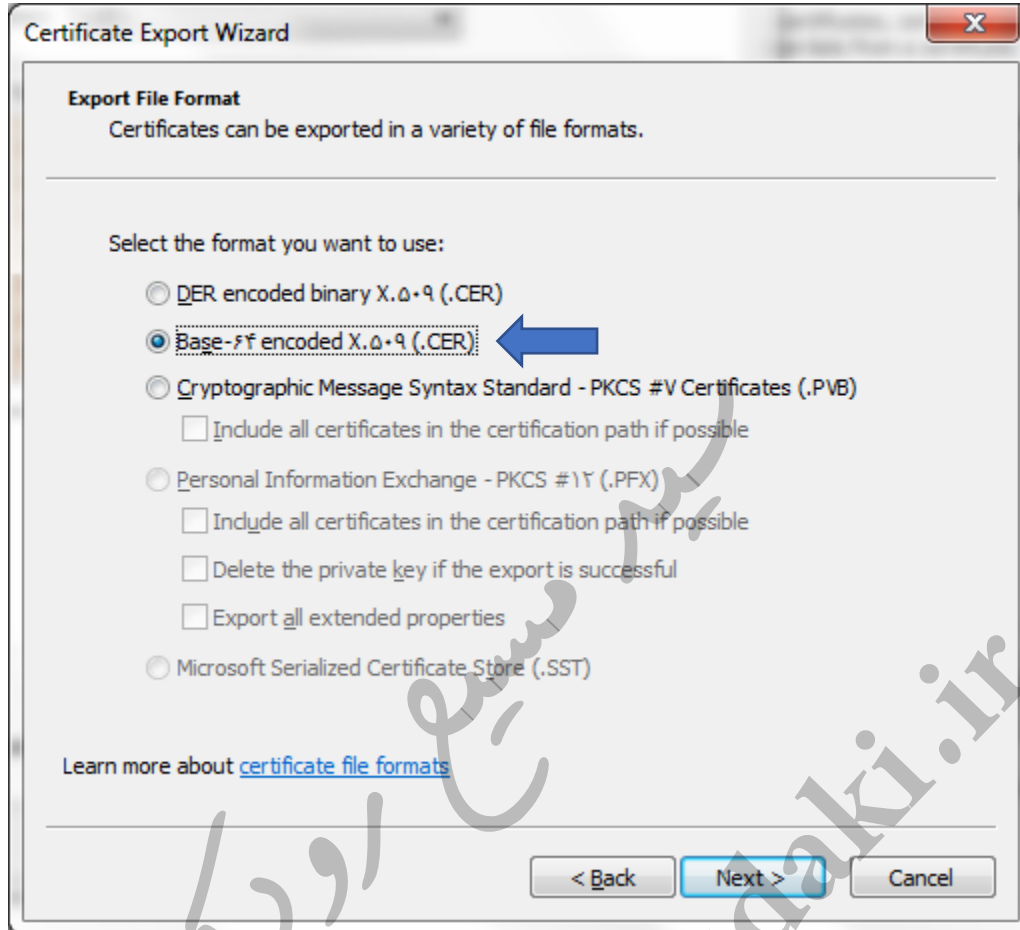 Certificate Export Wizard
Export File Format
Certificates can be exported in a variety of file formats.
Select the format you want to use:
DER encoded binary X.۵۰۹ (.CER)
Base-۶۴ encoded X.۵۰۹ (.CER)
Cryptographic Message Syntax Standard - PKCS #۷ Certificates (.P۷B)
Include all certificates in the certification path if possible
Personal Information Exchange - PKCS #۱۲ (.PFX)
Include all certificates in the certification path if possible
Delete the private key if the export is successful
Export all extended properties
Microsoft Serialized Certificate Store (.SST)
Learn more about certificate file formats
< Back Next > Cancel
daki.ir